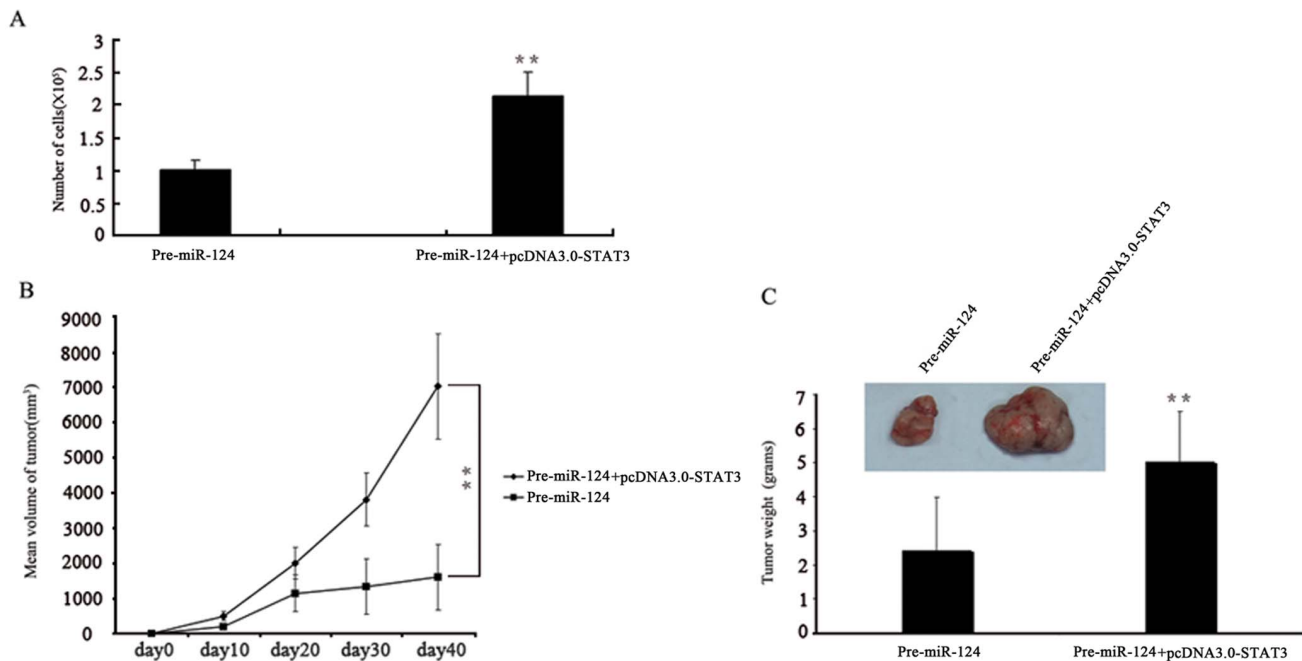 A
Number of cells(X10⁵)
3
2.5
2
1.5
1
0.5
0
**
Pre-miR-124
Pre-miR-124+pcDNA3.0-STAT3
B
Mean volume of tumor(mm³)
9000
8000
7000
6000
5000
4000
3000
2000
1000
0
day0 day10 day20 day30 day40
**
Pre-miR-124+pcDNA3.0-STAT3
Pre-miR-124
C
Pre-miR-124
Pre-miR-124+pcDNA3.0-STAT3
Tumor weight (grams)
7
6
5
4
3
2
1
0
**
Pre-miR-124
Pre-miR-124+pcDNA3.0-STAT3